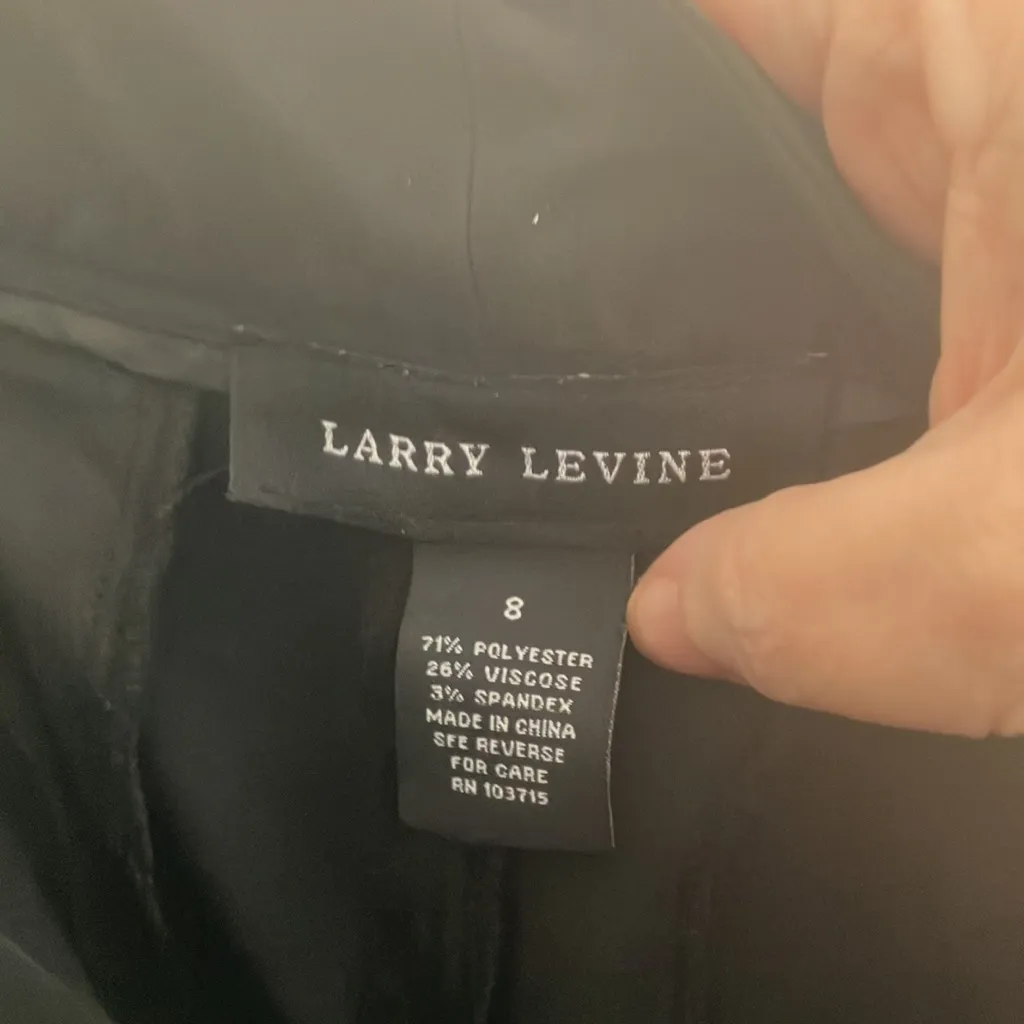 LARRY LEVINE
8
71% POLYESTER
26% VISCOSE
3% SPANDEX
MADE IN CHINA
SEE REVERSE
FOR CARE
RN 103715